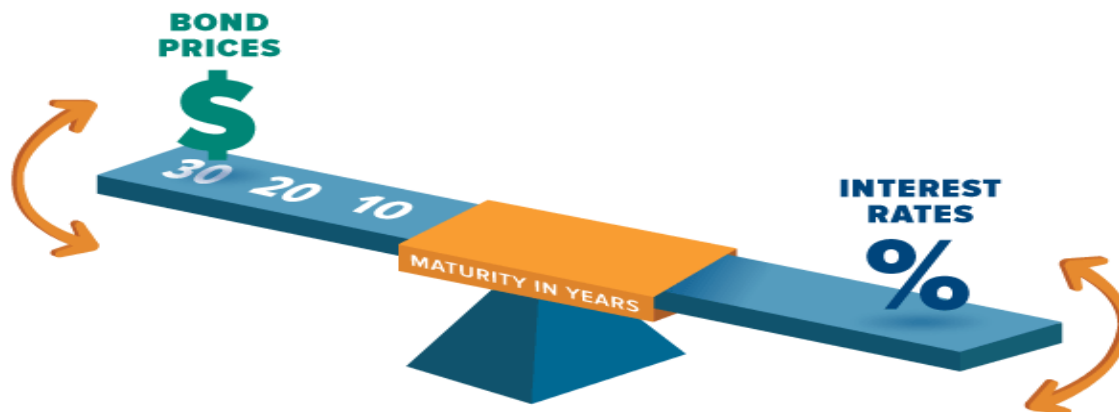 BOND
PRICES
$
30 20 10
MATURITY IN YEARS
INTEREST
RATES
%